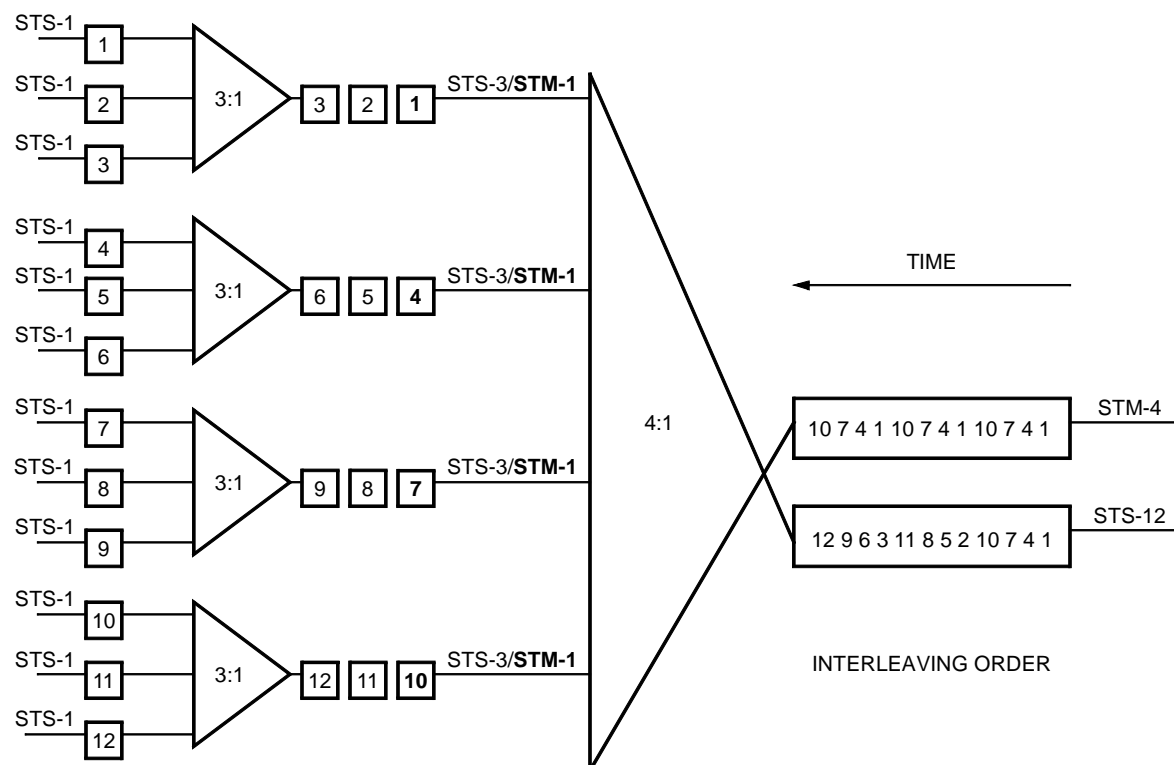 STS-1
1
STS-1
2
STS-1
3
3:1
3 2 1
STS-3/STM-1
STS-1
4
STS-1
5
STS-1
6
3:1
6 5 4
STS-3/STM-1
STS-1
7
STS-1
8
STS-1
9
3:1
9 8 7
STS-3/STM-1
STS-1
10
STS-1
11
STS-1
12
3:1
12 11 10
STS-3/STM-1
4:1
TIME
10 7 4 1 10 7 4 1 10 7 4 1
STM-4
12 9 6 3 11 8 5 2 10 7 4 1
STS-12
INTERLEAVING ORDER